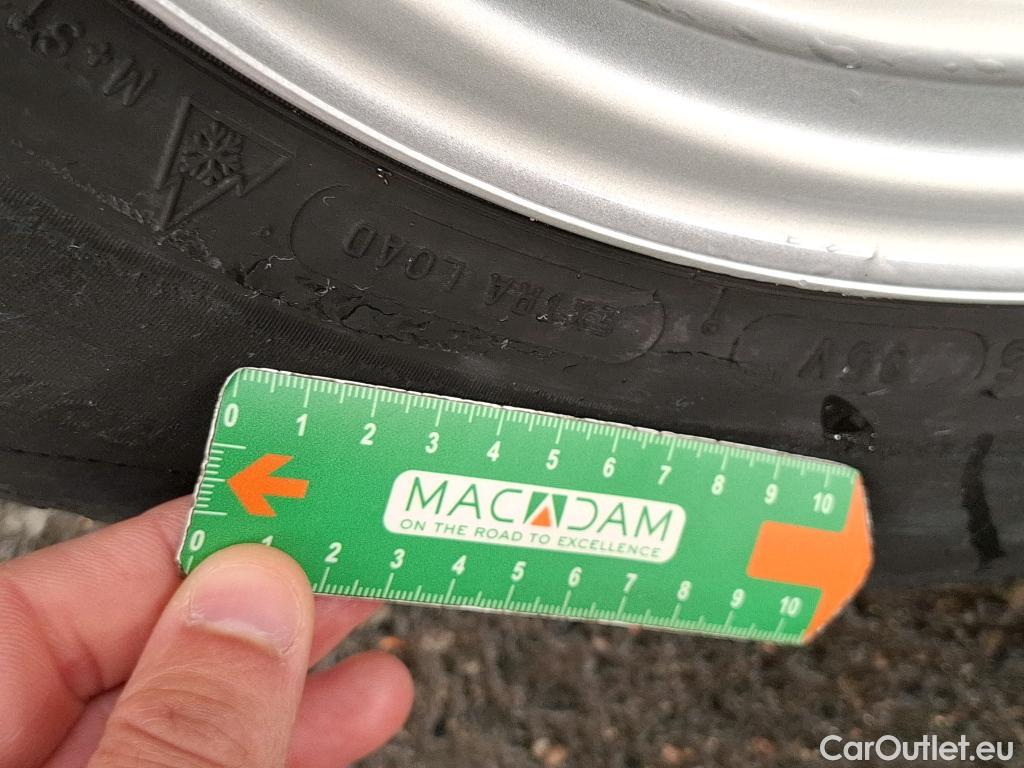 M+S
EXTRA LOAD
95V
0 1 2 3 4 5 6 7 8 9 10
MACADAM
ON THE ROAD TO EXCELLENCE
0 1 2 3 4 5 6 7 8 9 10
CarOutlet.eu